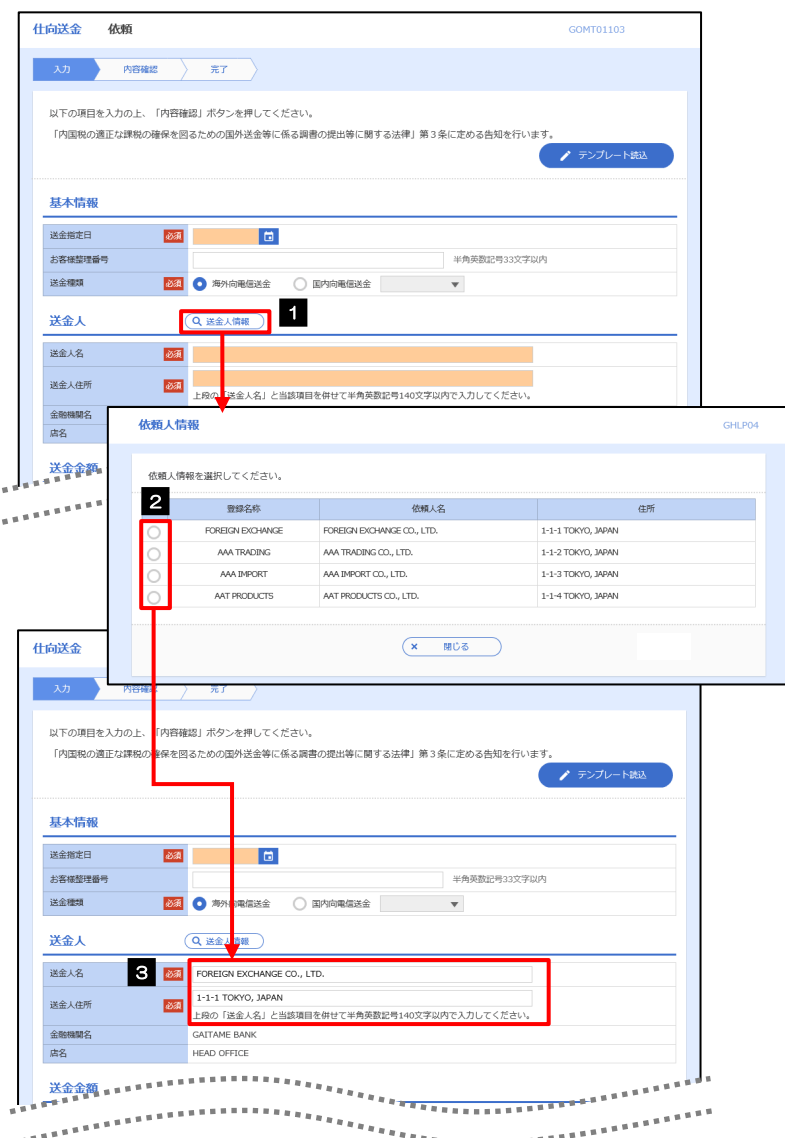 仕向送金 依頼 GOMT01103
入力 内容確認 完了
以下の項目を入力の上、「内容確認」ボタンを押してください。
「内国税の適正な課税の確保を図るための国外送金等に係る調書の提出等に関する法律」第３条に定める告知を行います。
テンプレート読込
基本情報
送金指定日 必須
お客様整理番号 半角英数記号33文字以内
送金種類 必須 海外向電信送金 国内向電信送金
送金人 送金人情報 1
送金人名 必須
送金人住所 必須
上段の「送金人名」と当該項目を併せて半角英数記号140文字以内で入力してください。
金融機関名
店名
送金金額
依頼人情報 GHLP04
依頼人情報を選択してください。
2 登録名称 依頼人名 住所
FOREIGN EXCHANGE FOREIGN EXCHANGE CO., LTD. 1-1-1 TOKYO, JAPAN
AAA TRADING AAA TRADING CO., LTD. 1-1-2 TOKYO, JAPAN
AAA IMPORT AAA IMPORT CO., LTD. 1-1-3 TOKYO, JAPAN
AAT PRODUCTS AAT PRODUCTS CO., LTD. 1-1-4 TOKYO, JAPAN
× 閉じる
仕向送金
入力 内容確認 完了
以下の項目を入力の上、「内容確認」ボタンを押してください。
「内国税の適正な課税の確保を図るための国外送金等に係る調書の提出等に関する法律」第３条に定める告知を行います。
テンプレート読込
基本情報
送金指定日 必須
お客様整理番号 半角英数記号33文字以内
送金種類 必須 海外向電信送金 国内向電信送金
送金人 送金人情報
送金人名 3 必須 FOREIGN EXCHANGE CO., LTD.
送金人住所 必須 1-1-1 TOKYO, JAPAN
上段の「送金人名」と当該項目を併せて半角英数記号140文字以内で入力してください。
金融機関名 GAITAME BANK
店名 HEAD OFFICE
送金金額